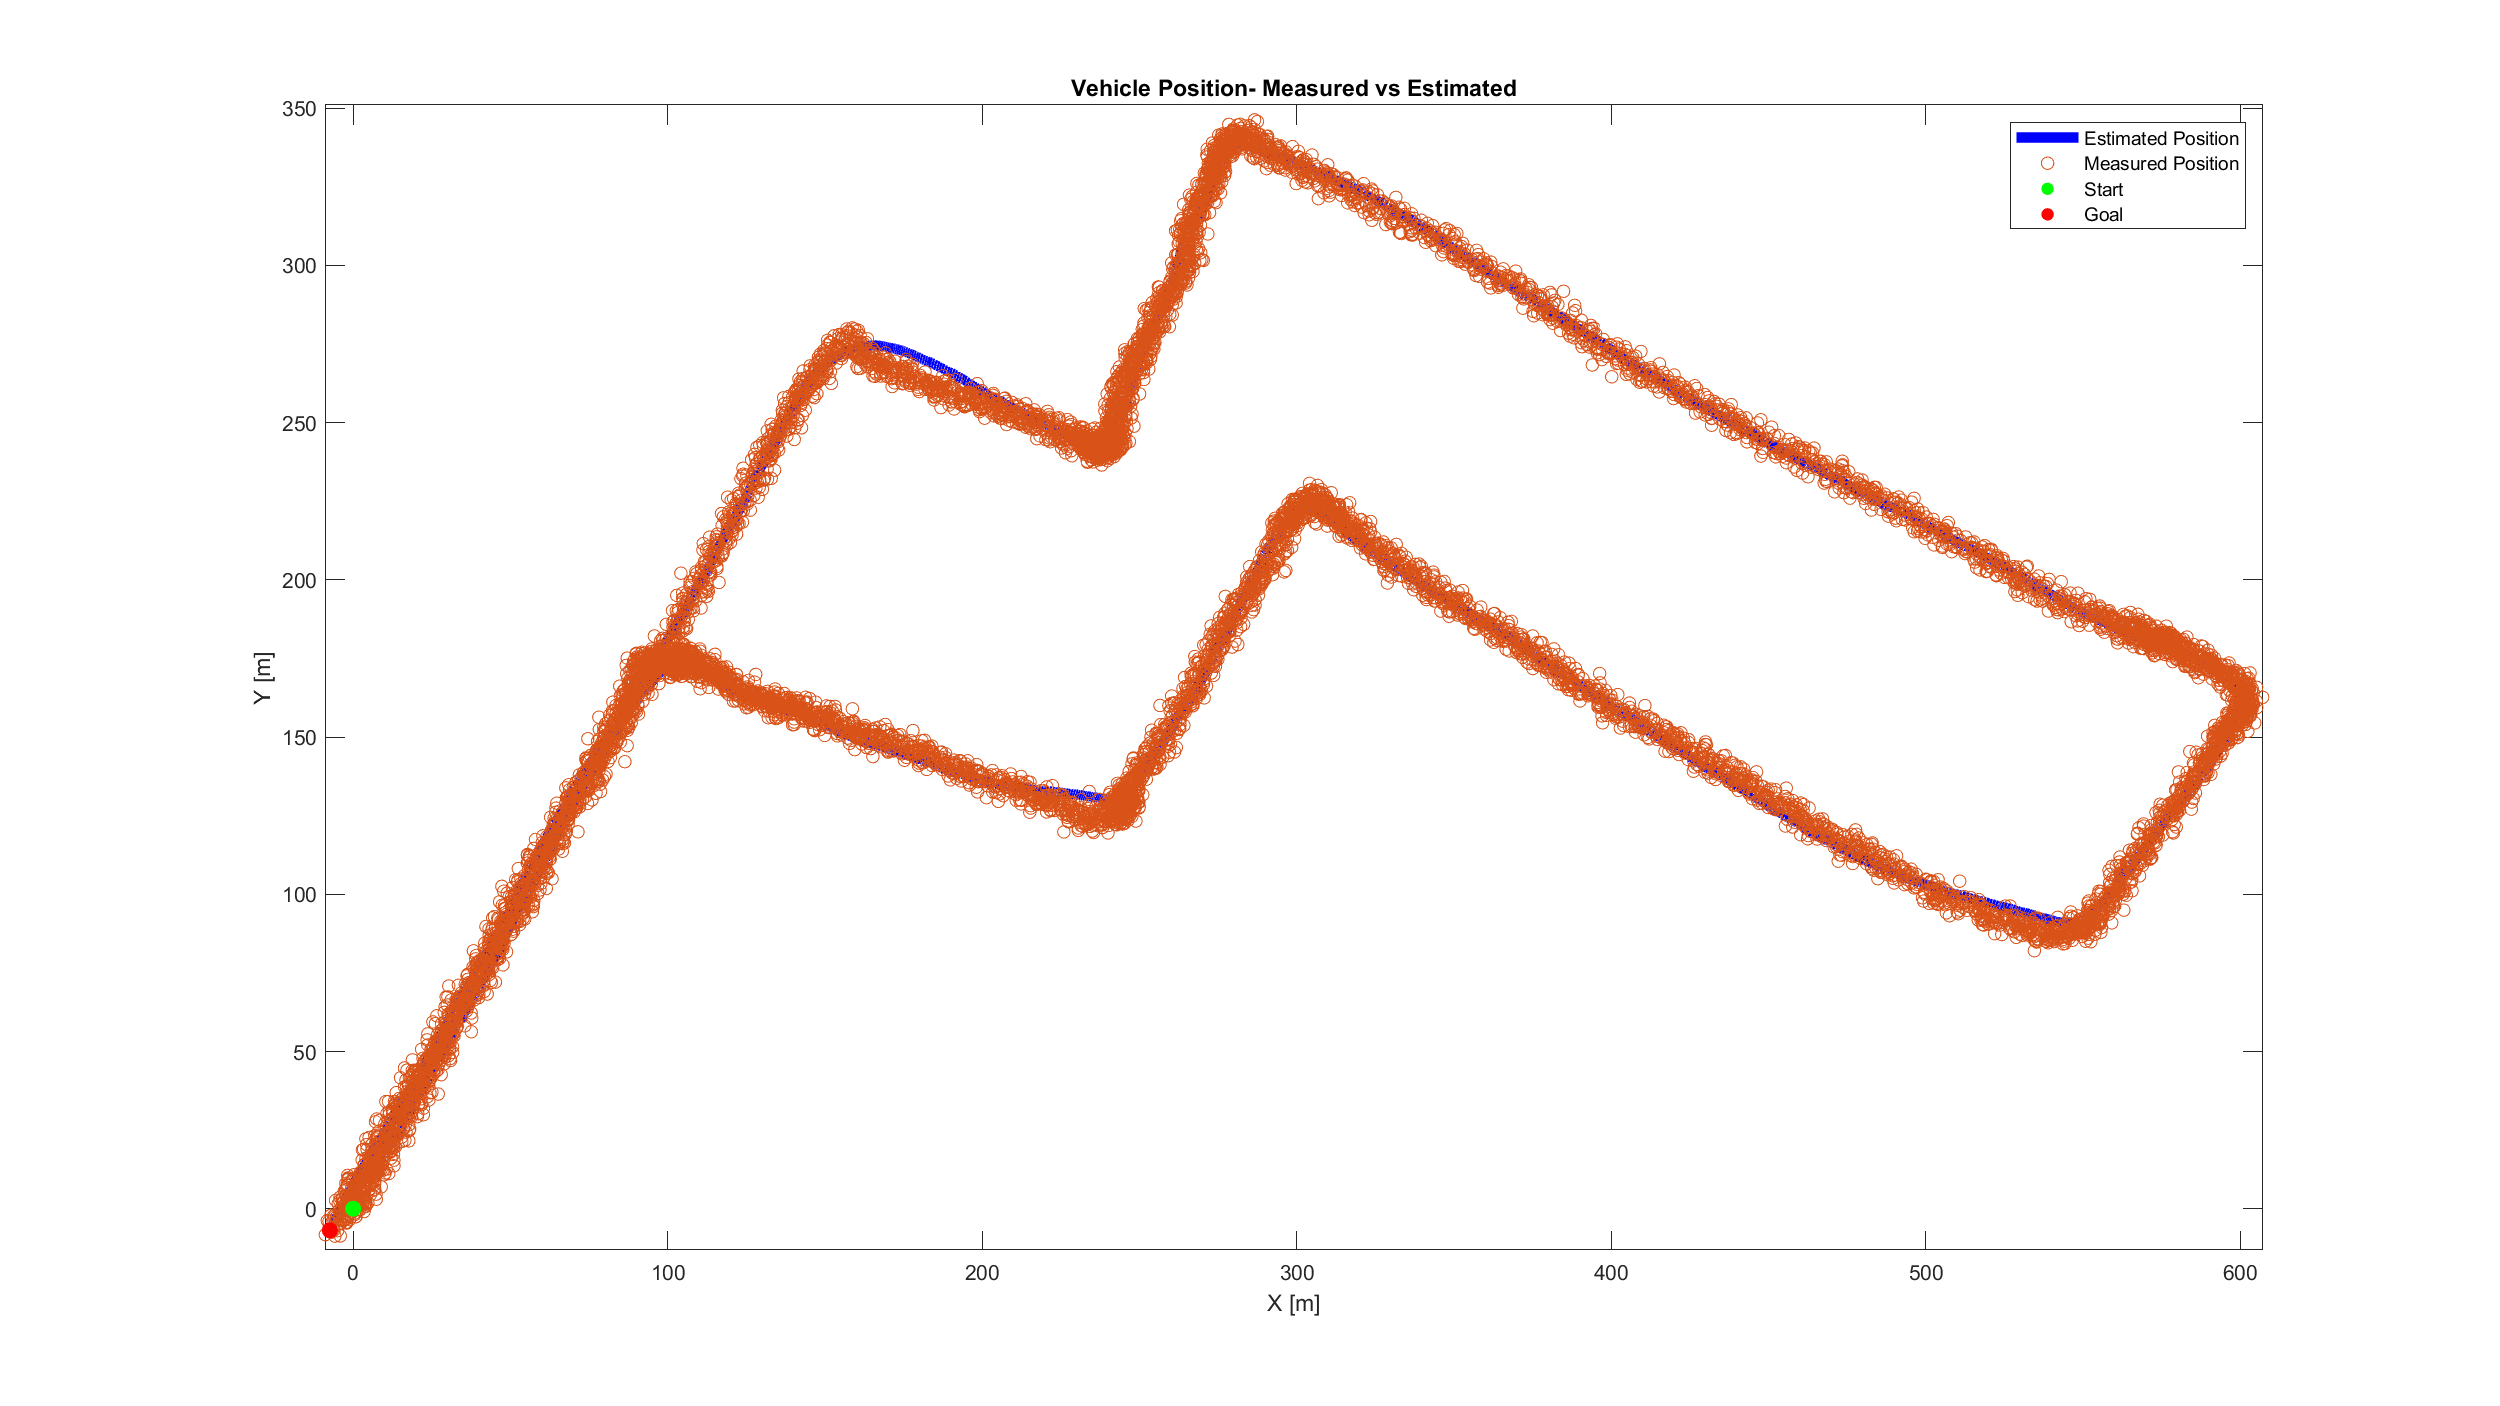 Vehicle Position- Measured vs Estimated
350
300
250
200
150
100
50
0
Y [m]
Estimated Position
Measured Position
Start
Goal
0
100
200
300
400
500
600
X [m]